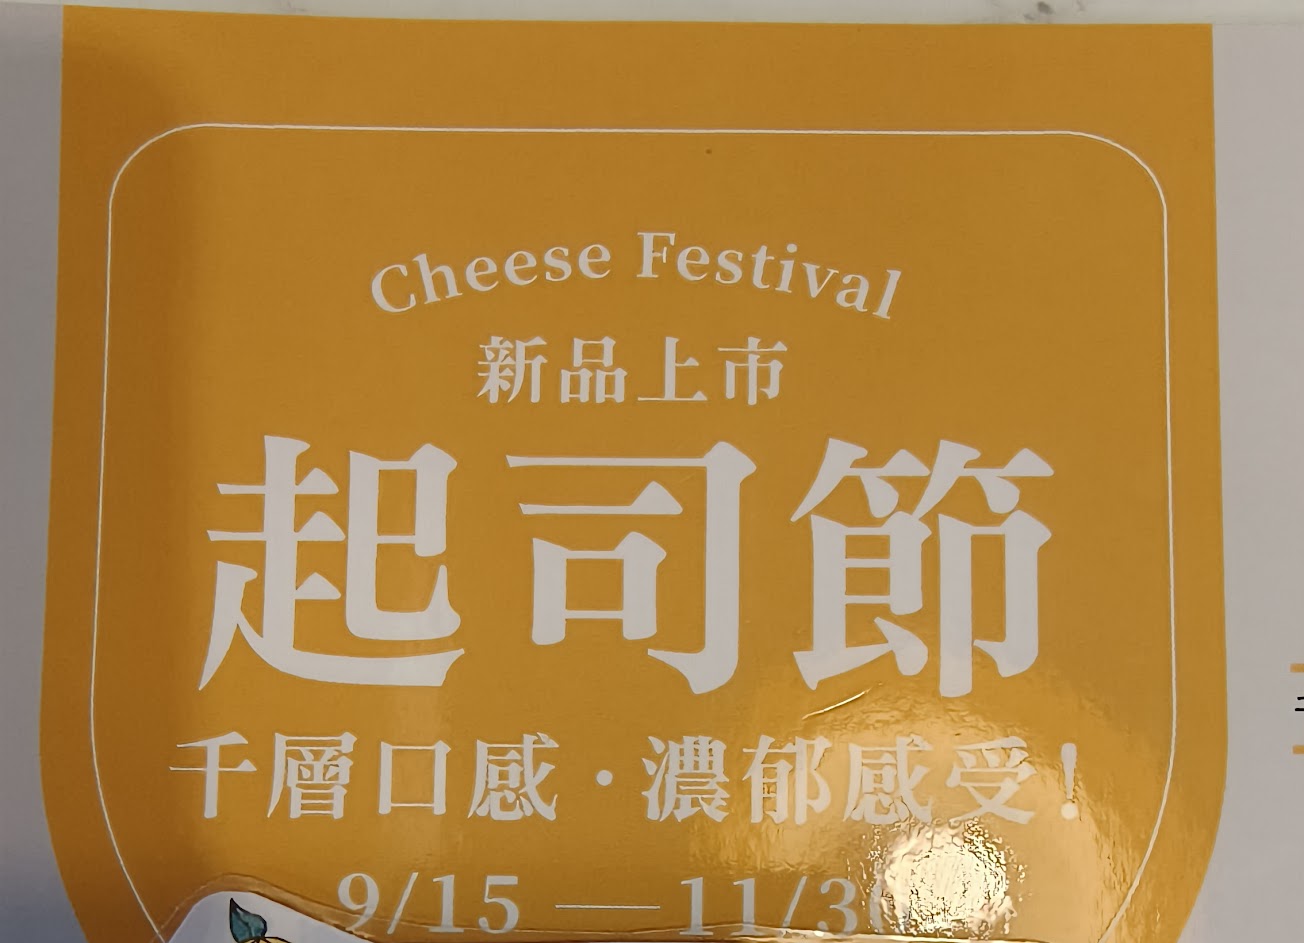 Cheese Festival
新品上市
起司節
千層口感・濃郁感受!
9/15 — 11/30